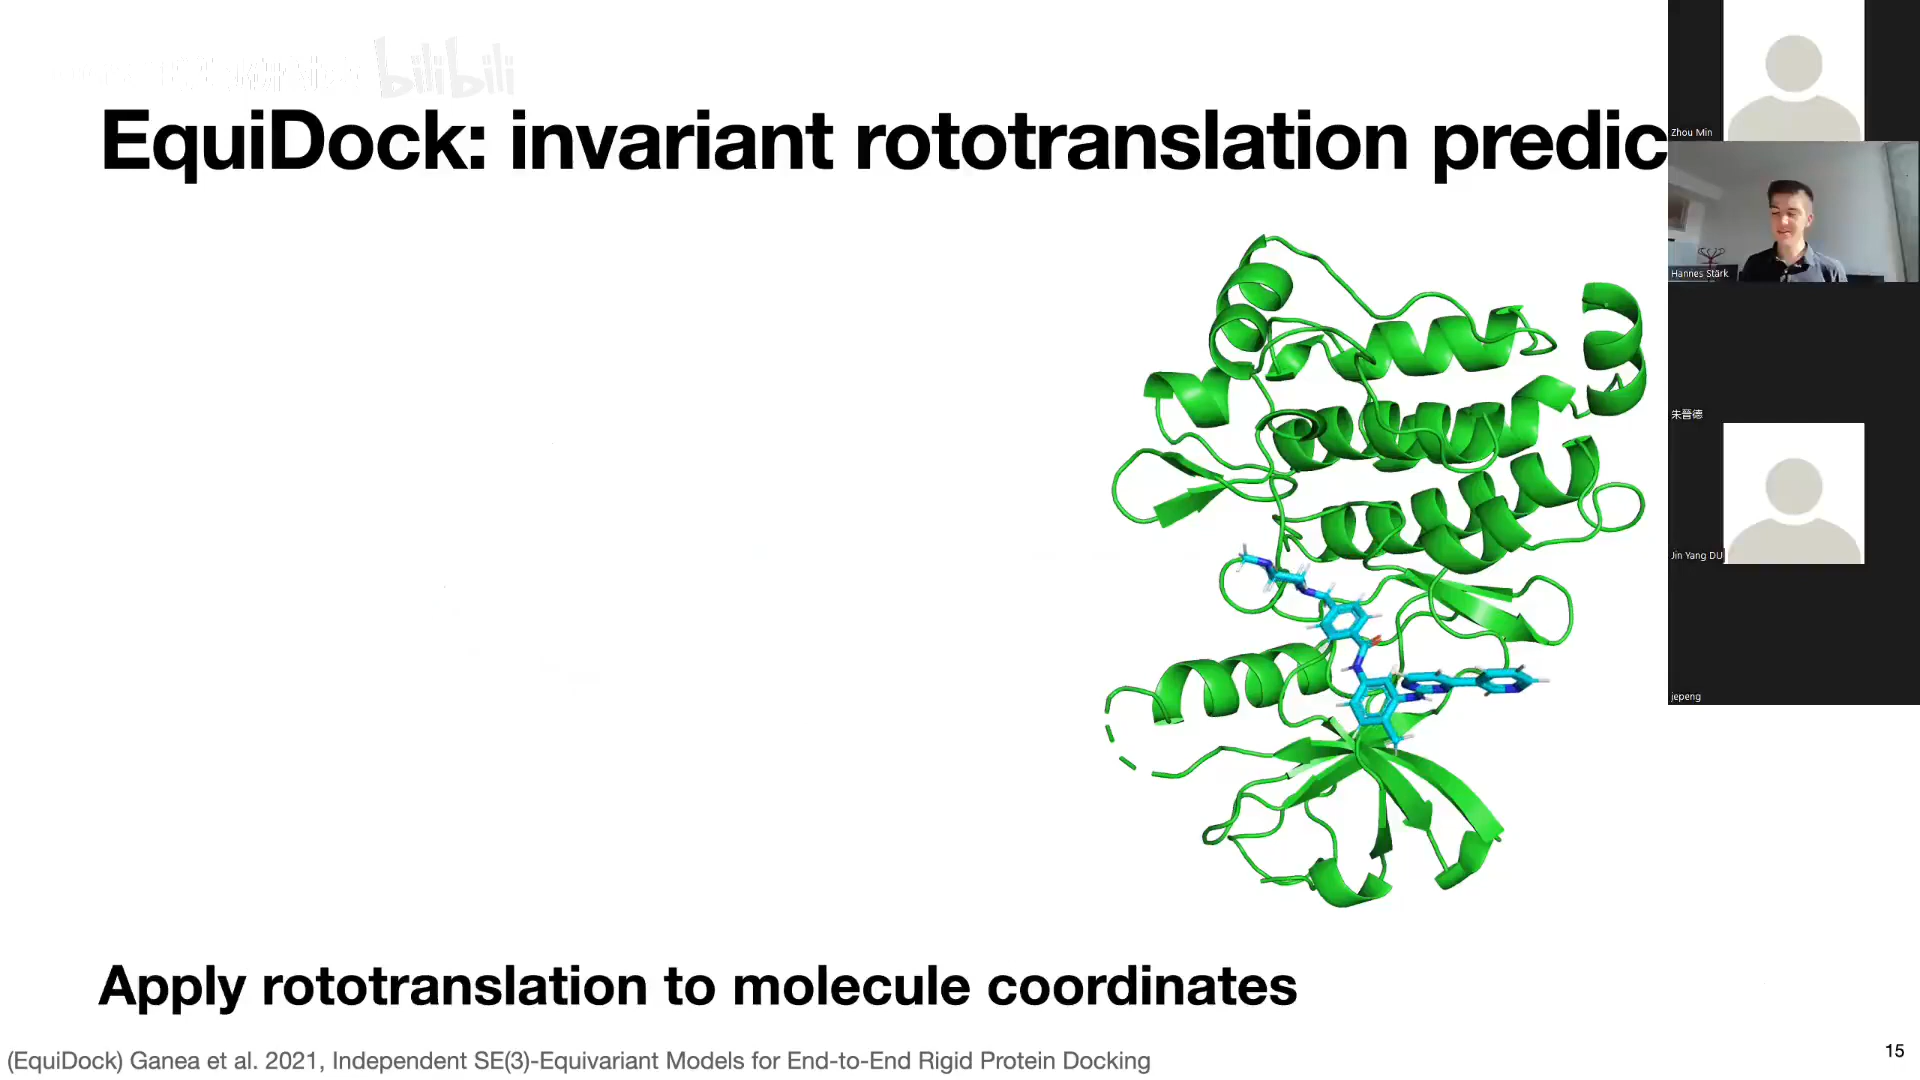 bilibili
EquiDock: invariant rototranslation predic
Zhou Min
Hannes Stärk
朱晉德
Jin Yang DU
jepeng
Apply rototranslation to molecule coordinates
(EquiDock) Ganea et al. 2021, Independent SE(3)-Equivariant Models for End-to-End Rigid Protein Docking
15